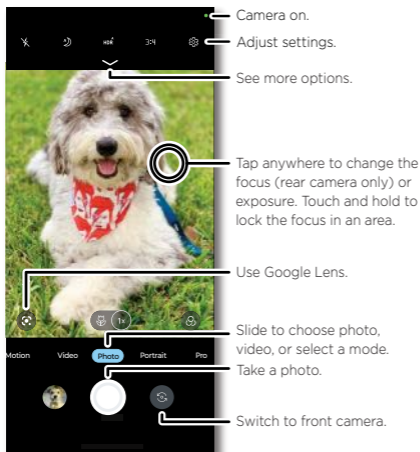 Camera on.
HDR 3:4
Adjust settings.
See more options.
Tap anywhere to change the
focus (rear camera only) or
exposure. Touch and hold to
lock the focus in an area.
Use Google Lens.
1x
Slide to choose photo,
video, or select a mode.
Motion Video Photo Portrait Pro
Take a photo.
Switch to front camera.